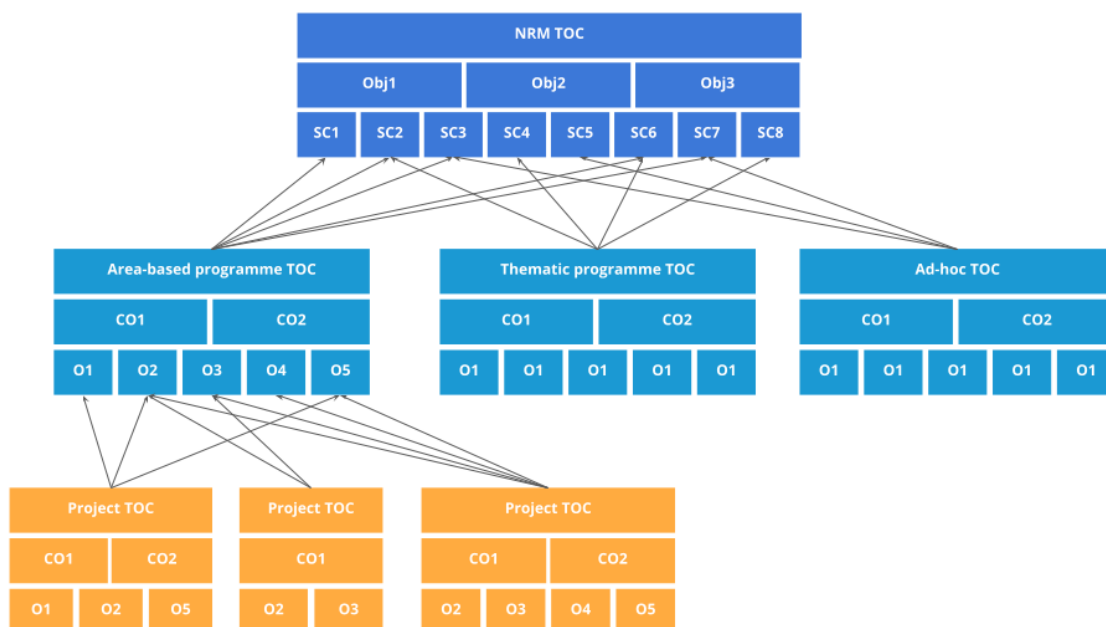 NRM TOC
Obj1 Obj2 Obj3
SC1 SC2 SC3 SC4 SC5 SC6 SC7 SC8
Area-based programme TOC Thematic programme TOC Ad-hoc TOC
CO1 CO2 CO1 CO2 CO1 CO2
O1 O2 O3 O4 O5 O1 O1 O1 O1 O1 O1 O1 O1 O1 O1
Project TOC Project TOC Project TOC
CO1 CO2 CO1 CO1 CO2
O1 O2 O5 O2 O3 O2 O3 O4 O5